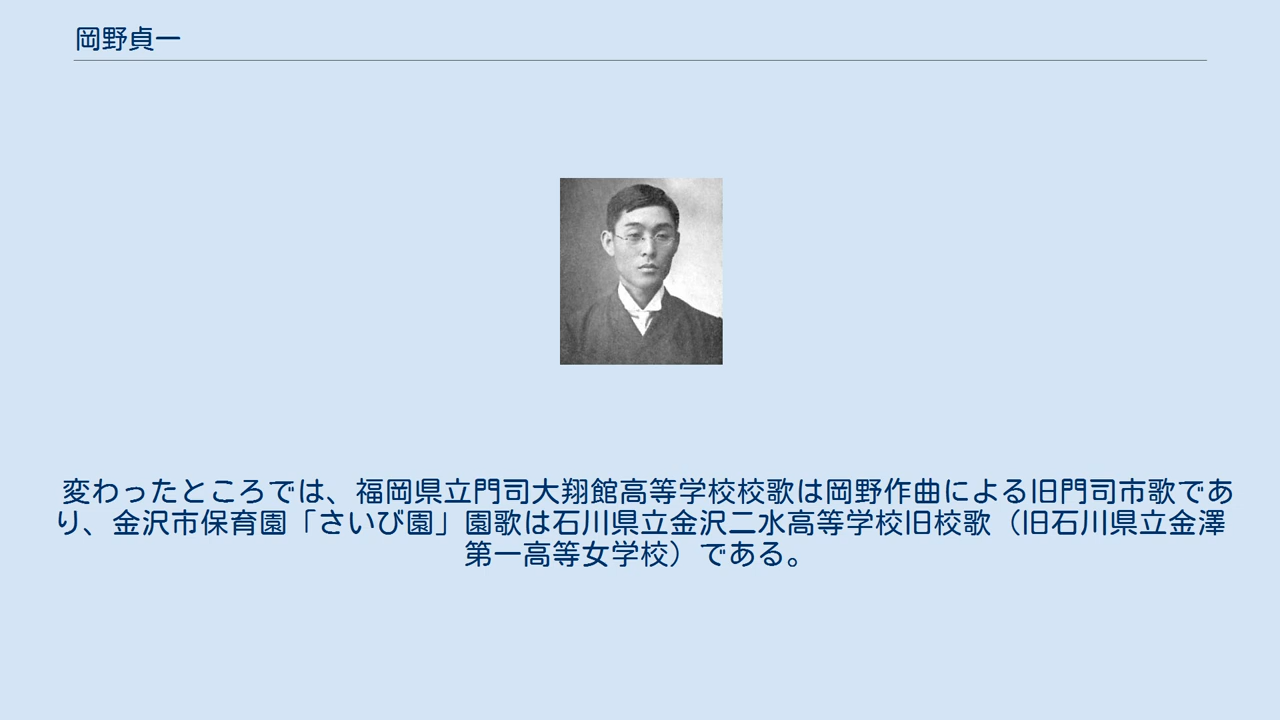 岡野貞一
変わったところでは、福岡県立門司大翔館高等学校校歌は岡野作曲による旧門司市歌であ
り、金沢市保育園「さいび園」園歌は石川県立金沢二水高等学校旧校歌（旧石川県立金澤
第一高等女学校）である。